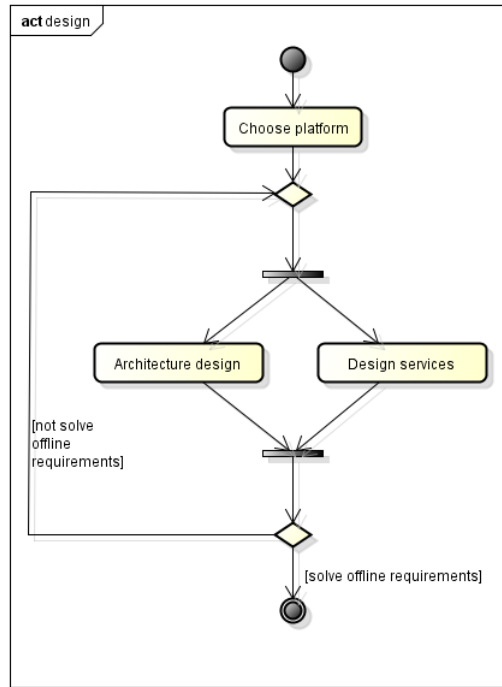 act design
Choose platform
Architecture design
Design services
[not solve
offline
requirements]
[solve offline requirements]